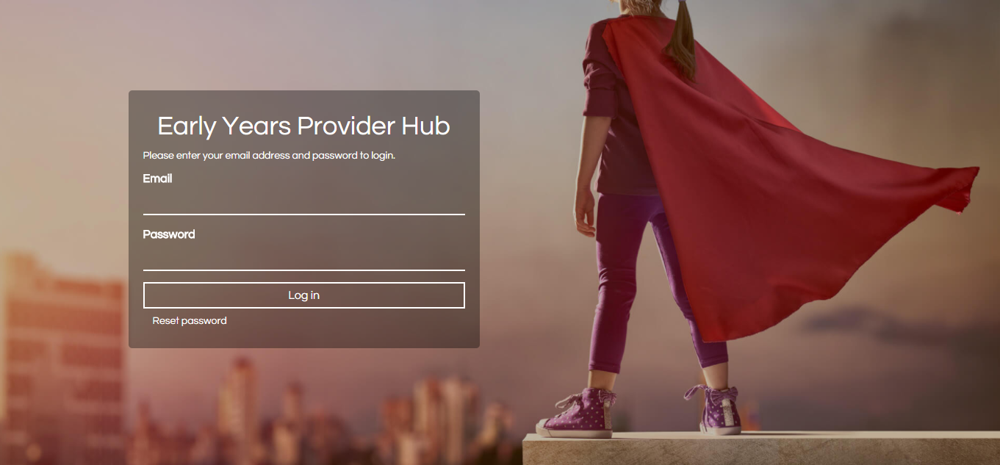 Early Years Provider Hub
Please enter your email address and password to login.
Email
Password
Log in
Reset password